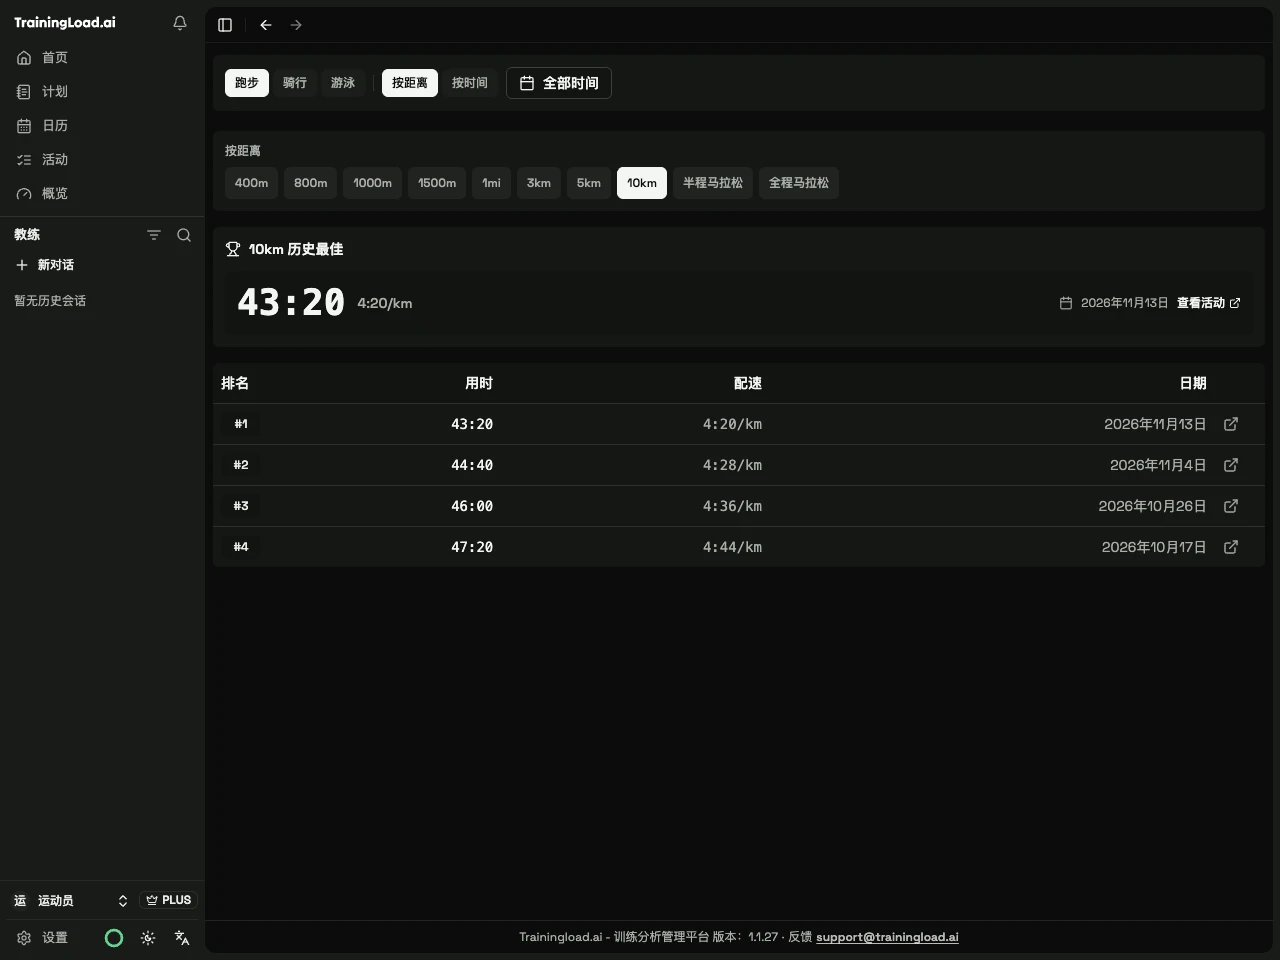 TrainingLoad.ai
首页
计划
日历
活动
概览
教练
新对话
暂无历史会话
运 运动员 PLUS
设置
跑步 骑行 游泳 按距离 按时间 全部时间
按距离
400m 800m 1000m 1500m 1mi 3km 5km 10km 半程马拉松 全程马拉松
10km 历史最佳
43:20 4:20/km 2026年11月13日 查看活动
排名 用时 配速 日期
#1 43:20 4:20/km 2026年11月13日
#2 44:40 4:28/km 2026年11月4日
#3 46:00 4:36/km 2026年10月26日
#4 47:20 4:44/km 2026年10月17日
Trainingload.ai - 训练分析管理平台 版本: 1.1.27 · 反馈 support@trainingload.ai